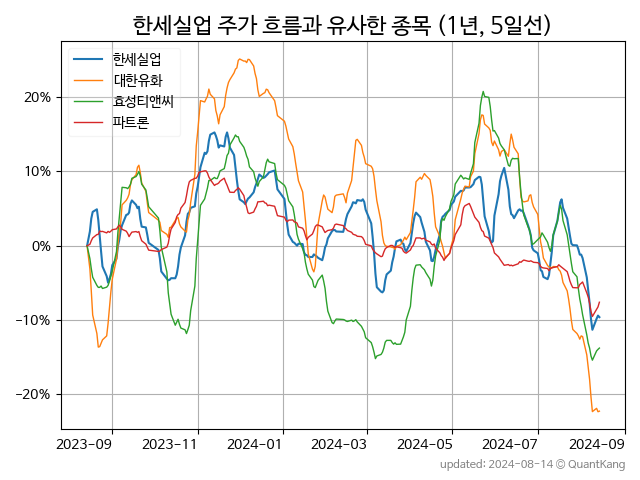 한세실업 주가 흐름과 유사한 종목 (1년, 5일선)
한세실업
대한유화
효성티앤씨
파트론
20%
10%
0%
−10%
−20%
2023-09 2023-11 2024-01 2024-03 2024-05 2024-07 2024-09
updated: 2024-08-14 © QuantKang